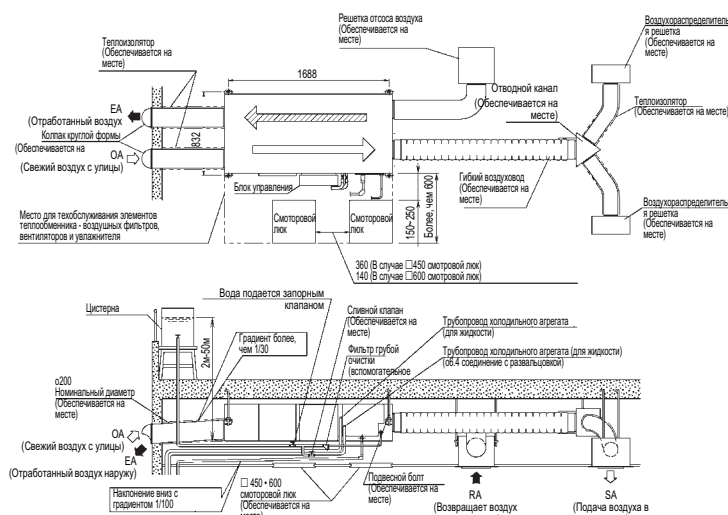 Решетка отсоса воздуха
(Обеспечивается на
месте)
Воздухораспределитель
я решетка
(Обеспечивается на
месте)
Теплоизолятор
(Обеспечивается на
месте)
1688
EA
(Отработанный воздух
Колпак круглой формы
(Обеспечивается на
OA
(Свежий воздух с улицы)
832
Отводной канал
(Обеспечивается на
месте)
Теплоизолятор
(Обеспечивается на месте)
Блок управления
Гибкий воздуховод
(Обеспечивается на
месте)
Воздухораспределитель
я решетка
(Обеспечивается на
месте)
Место для техобслуживания элементов
теплообменника - воздушных фильтров,
вентиляторов и увлажнителя
Смоторовой
люк
Смоторовой
люк
150~250
Более, чем 600
360 (В случае □450 смотровой люк)
140 (В случае □600 смотровой люк)
Вода подается запорным
клапаном
Цистерна
2м-50м
Градиент более,
чем 1/30
Сливной клапан
(Обеспечивается на
месте)
Фильтр грубой
очистки
(вспомогательное
Трубопровод холодильного агрегата
(для жидкости)
Трубопровод холодильного агрегата (для жидкости)
(об.4 соединение с развальцовкой)
o200
Номинальный диаметр
(Обеспечивается на
месте)
OA
(Свежий воздух с улицы)
EA
(Отработанный воздух наружу)
Наклонение вниз с
градиентом 1/100
□ 450 • 600
смоторовой люк
(Обеспечивается на
месте)
Подвесной болт
(Обеспечивается на
месте)
RA
(Возвращает воздух
SA
(Подача воздуха в